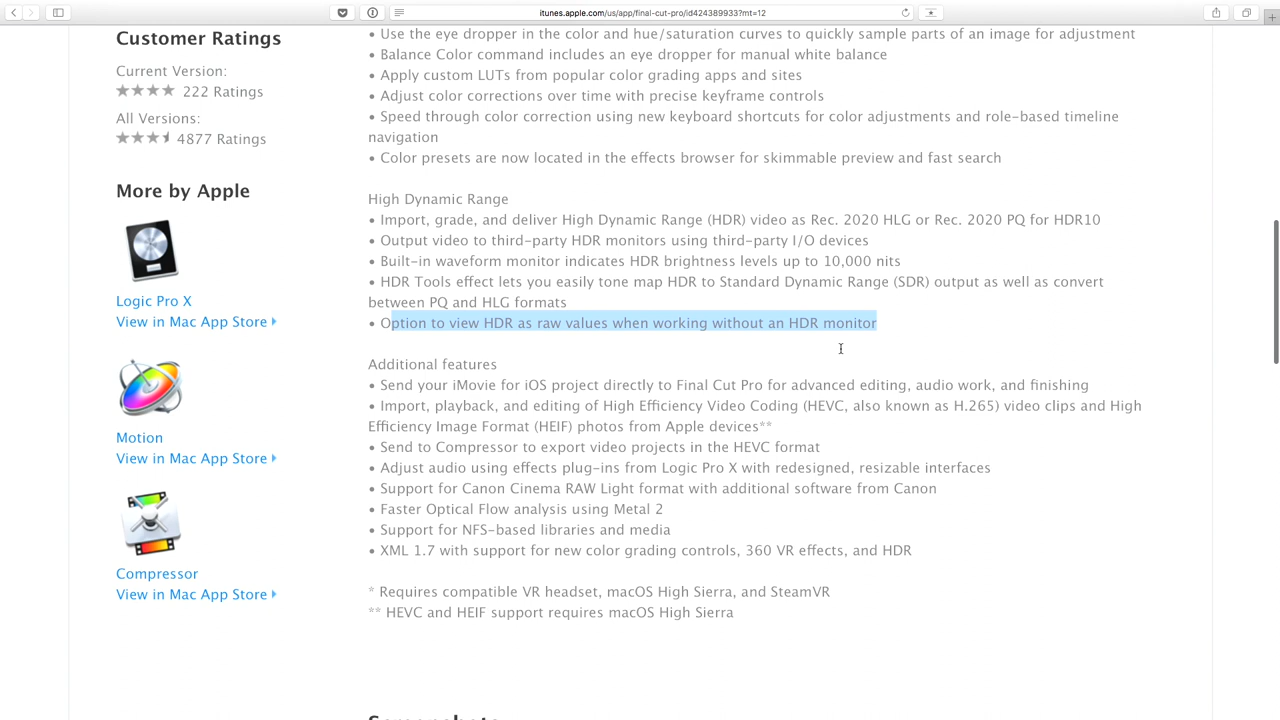 itunes.apple.com/us/app/final-cut-pro/id424389933?mt=12
Customer Ratings
Current Version:
★★★★ 222 Ratings
All Versions:
4877 Ratings
More by Apple
Logic Pro X
View in Mac App Store
Motion
View in Mac App Store
Compressor
View in Mac App Store
• Use the eye dropper in the color and hue/saturation curves to quickly sample parts of an image for adjustment
• Balance Color command includes an eye dropper for manual white balance
• Apply custom LUTs from popular color grading apps and sites
• Adjust color corrections over time with precise keyframe controls
• Speed through color correction using new keyboard shortcuts for color adjustments and role-based timeline
navigation
• Color presets are now located in the effects browser for skimmable preview and fast search
High Dynamic Range
• Import, grade, and deliver High Dynamic Range (HDR) video as Rec. 2020 HLG or Rec. 2020 PQ for HDR10
• Output video to third-party HDR monitors using third-party I/O devices
• Built-in waveform monitor indicates HDR brightness levels up to 10,000 nits
• HDR Tools effect lets you easily tone map HDR to Standard Dynamic Range (SDR) output as well as convert
between PQ and HLG formats
• Option to view HDR as raw values when working without an HDR monitor
Additional features
• Send your iMovie for iOS project directly to Final Cut Pro for advanced editing, audio work, and finishing
• Import, playback, and editing of High Efficiency Video Coding (HEVC, also known as H.265) video clips and High
Efficiency Image Format (HEIF) photos from Apple devices**
• Send to Compressor to export video projects in the HEVC format
• Adjust audio using effects plug-ins from Logic Pro X with redesigned, resizable interfaces
• Support for Canon Cinema RAW Light format with additional software from Canon
• Faster Optical Flow analysis using Metal 2
• Support for NFS-based libraries and media
• XML 1.7 with support for new color grading controls, 360 VR effects, and HDR
* Requires compatible VR headset, macOS High Sierra, and SteamVR
** HEVC and HEIF support requires macOS High Sierra
Screenshots